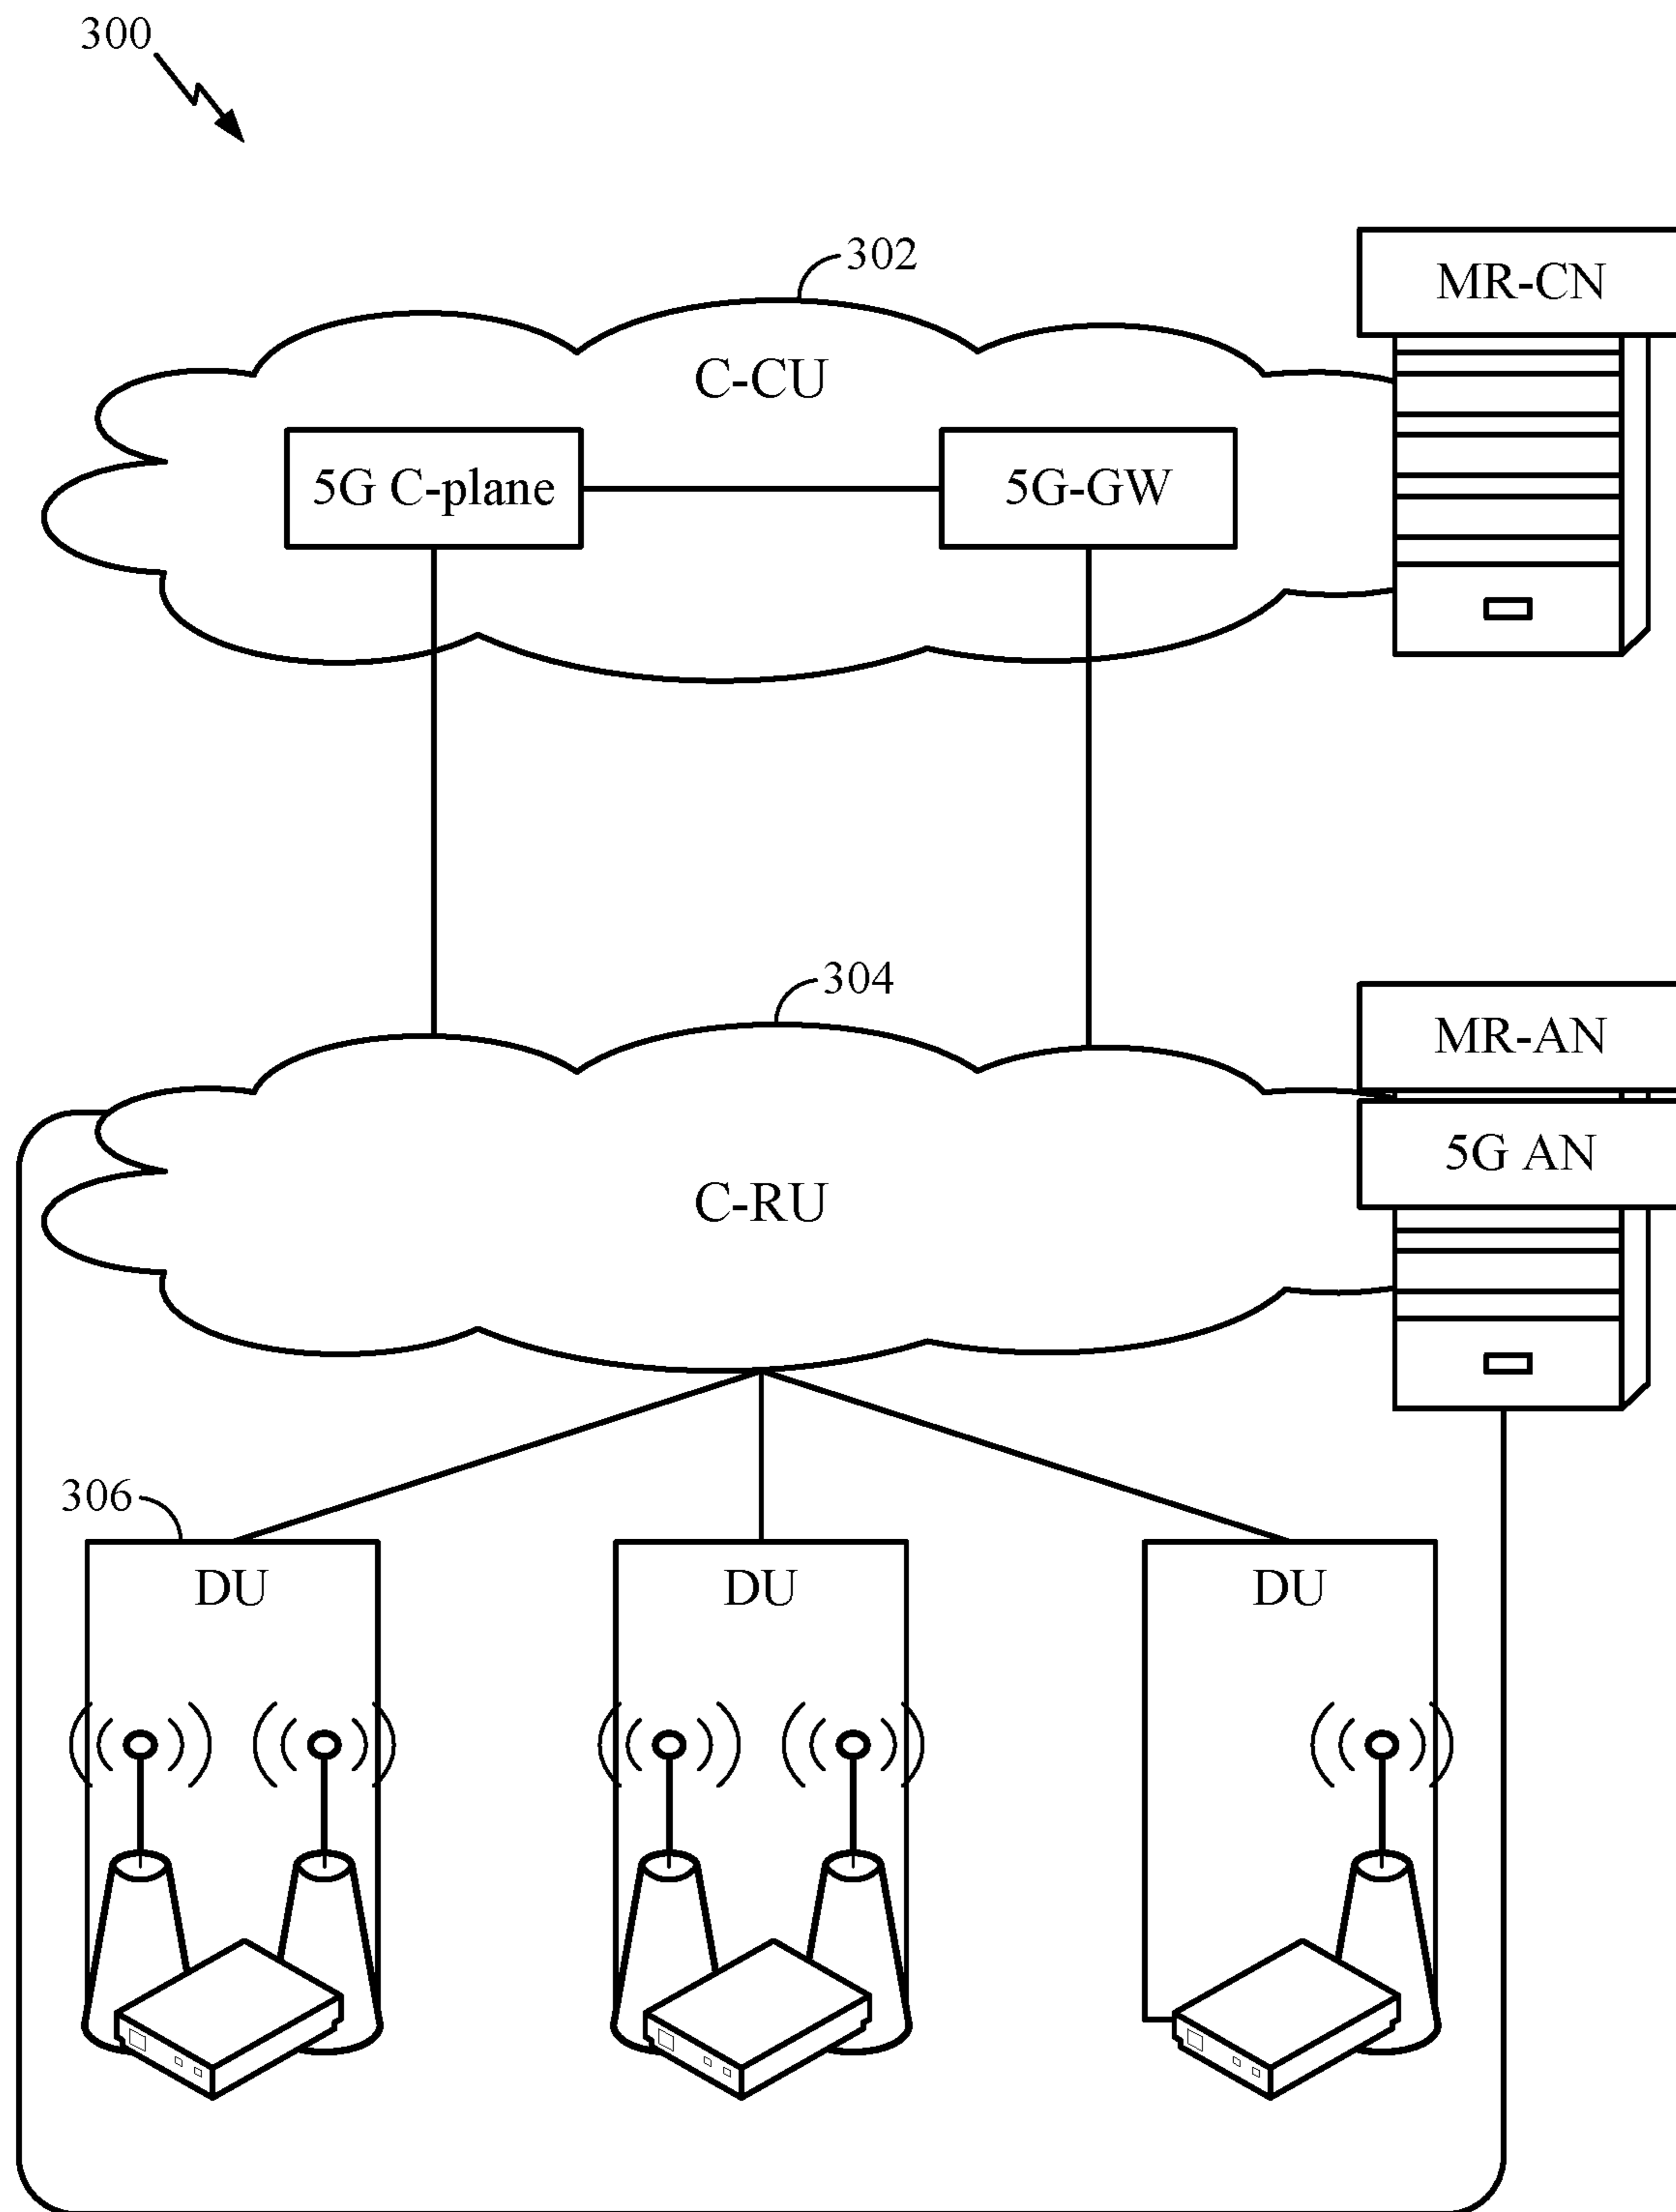 300
302
MR-CN
C-CU
5G C-plane
5G-GW
304
MR-AN
5G AN
C-RU
306
DU
DU
DU